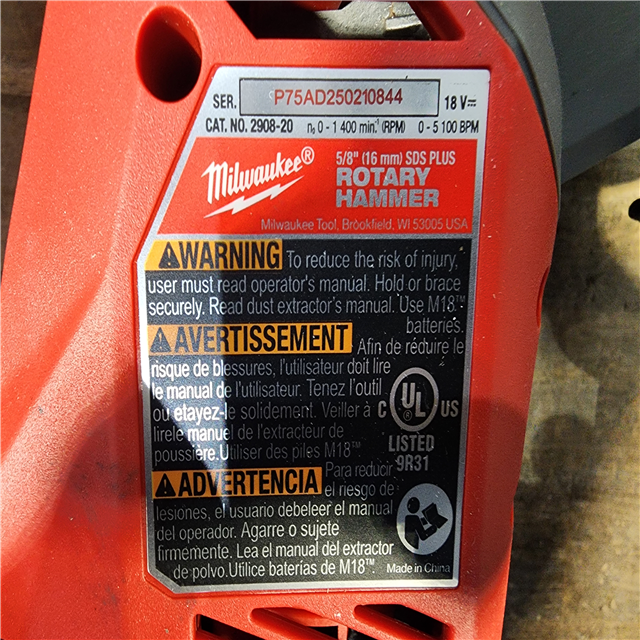 SER. P75AD250210844 18 V⎓
CAT. NO. 2908-20 n₀ 0 - 1 400 min⁻¹ (RPM) 0 - 5 100 BPM
Milwaukee®
5/8" (16 mm) SDS PLUS
ROTARY
HAMMER
Milwaukee Tool, Brookfield, WI 53005 USA
WARNING To reduce the risk of injury,
user must read operator's manual. Hold or brace
securely. Read dust extractor's manual. Use M18™
batteries.
AVERTISSEMENT Afin de réduire le
risque de blessures, l'utilisateur doit lire
le manuel de l'utilisateur. Tenez l'outil
ou étayez-le solidement. Veiller à
lirele manuel de l'extracteur de
poussière.Utiliser des piles M18™.
C UL US
LISTED
9R31
ADVERTENCIA Para reducir
el riesgo de
lesiones, el usuario debeleer el manual
del operador. Agarre o sujete
firmemente. Lea el manual del extractor
de polvo.Utilice baterías de M18™.
Made in China